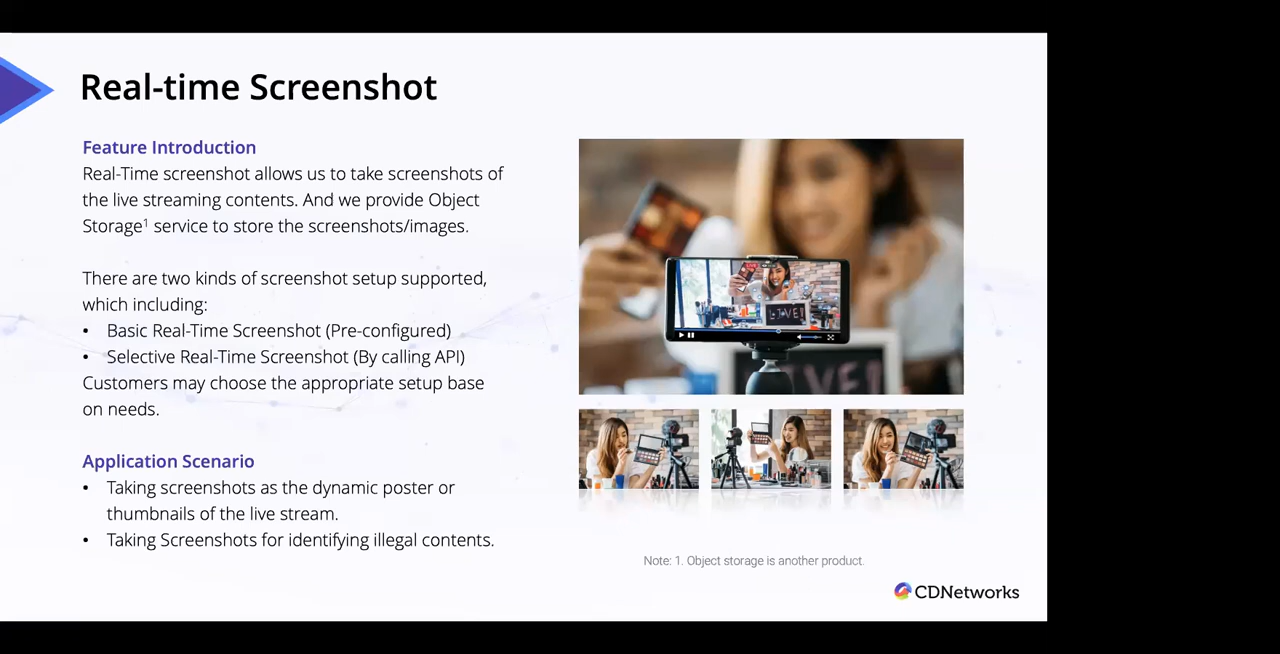 Real-time Screenshot
Feature Introduction
Real-Time screenshot allows us to take screenshots of
the live streaming contents. And we provide Object
Storage¹ service to store the screenshots/images.
There are two kinds of screenshot setup supported,
which including:
• Basic Real-Time Screenshot (Pre-configured)
• Selective Real-Time Screenshot (By calling API)
Customers may choose the appropriate setup base
on needs.
Application Scenario
• Taking screenshots as the dynamic poster or
thumbnails of the live stream.
• Taking Screenshots for identifying illegal contents.
LIVE
LIVE!
LIVE!
Note: 1. Object storage is another product.
CDNetworks